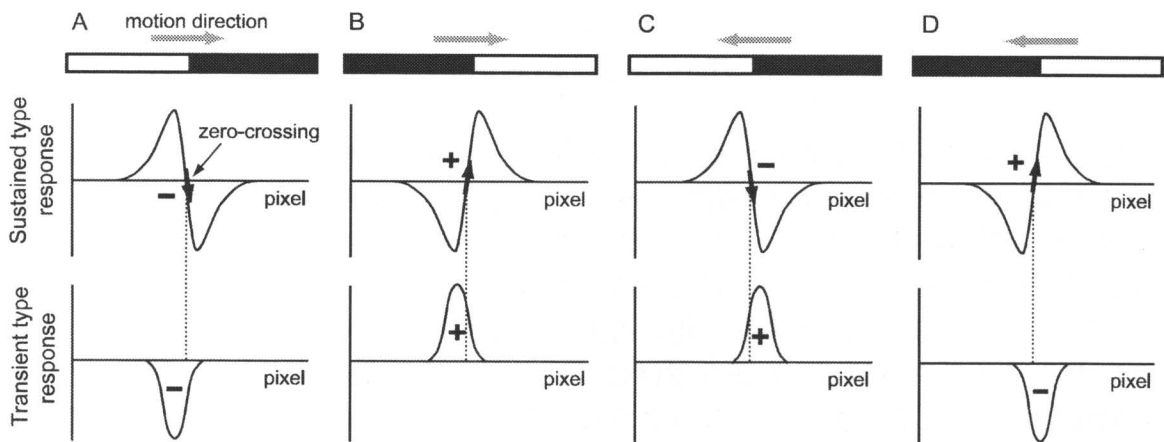 A motion direction B C D
Sustained type response
zero-crossing
− + − +
pixel pixel pixel pixel
Transient type response
− + + −
pixel pixel pixel pixel